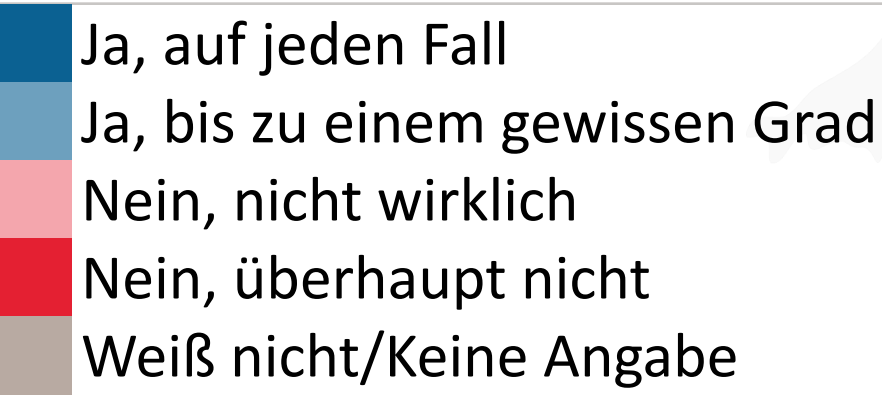 Ja, auf jeden Fall
Ja, bis zu einem gewissen Grad
Nein, nicht wirklich
Nein, überhaupt nicht
Weiß nicht/Keine Angabe